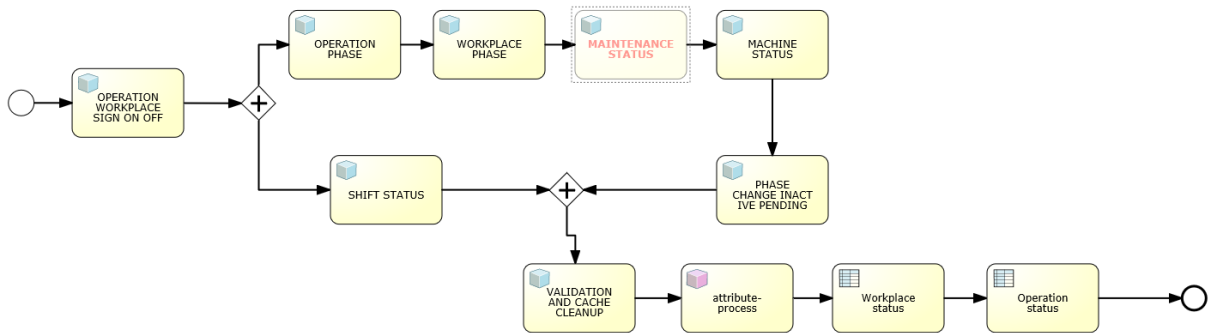 OPERATION
PHASE
WORKPLACE
PHASE
MAINTENANCE
STATUS
MACHINE
STATUS
OPERATION
WORKPLACE
SIGN ON OFF
SHIFT STATUS
PHASE
CHANGE INACT
IVE PENDING
VALIDATION
AND CACHE
CLEANUP
attribute-
process
Workplace
status
Operation
status